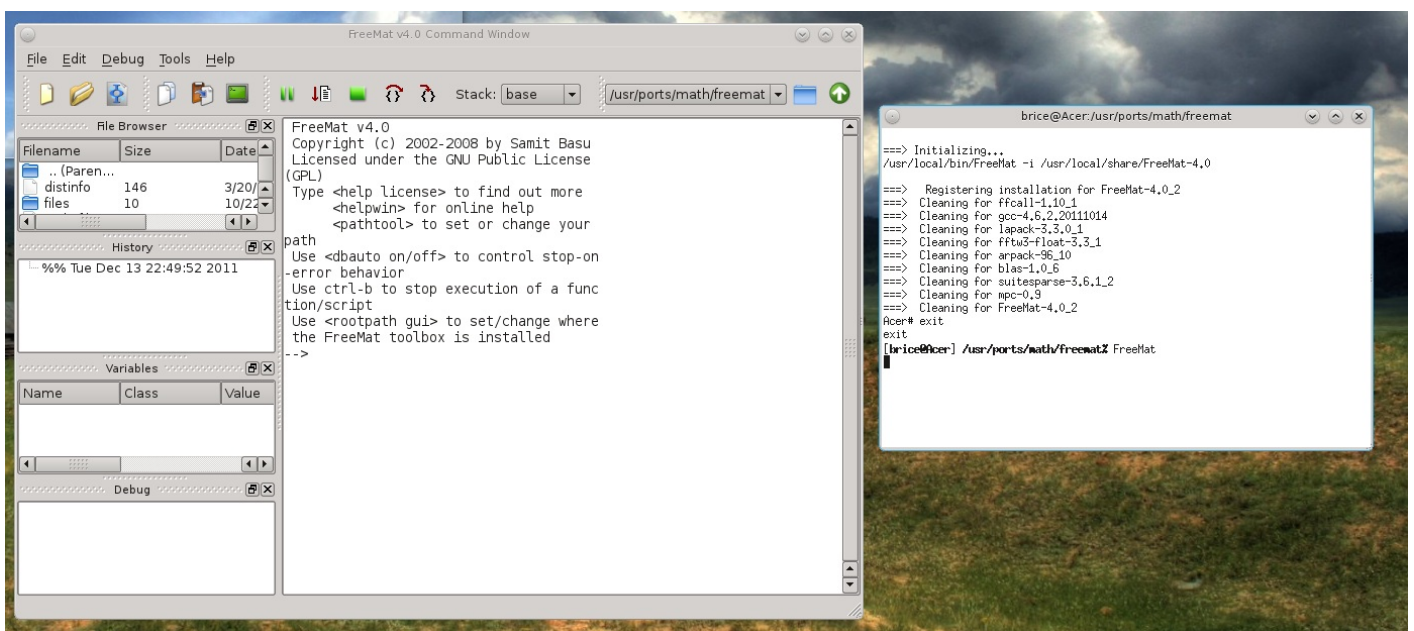 FreeMat v4.0 Command Window
File Edit Debug Tools Help
Stack: base /usr/ports/math/freemat
File Browser
Filename Size Date
.. (Paren...
distinfo 146 3/20/
files 10 10/22
History
%% Tue Dec 13 22:49:52 2011
Variables
Name Class Value
Debug
FreeMat v4.0
Copyright (c) 2002-2008 by Samit Basu
Licensed under the GNU Public License
(GPL)
Type <help license> to find out more
<helpwin> for online help
<pathtool> to set or change your
path
Use <dbauto on/off> to control stop-on
-error behavior
Use ctrl-b to stop execution of a func
tion/script
Use <rootpath gui> to set/change where
the FreeMat toolbox is installed
-->
brice@Acer:/usr/ports/math/freemat
===> Initializing...
/usr/local/bin/FreeMat -i /usr/local/share/FreeMat-4.0
===> Registering installation for FreeMat-4.0_2
===> Cleaning for ffcall-1.10_1
===> Cleaning for gcc-4.6.2.20111014
===> Cleaning for lapack-3.3.0_1
===> Cleaning for fftw3-float-3.3_1
===> Cleaning for arpack-96_10
===> Cleaning for blas-1.0_6
===> Cleaning for suitesparse-3.6.1_2
===> Cleaning for mpc-0.9
===> Cleaning for FreeMat-4.0_2
Acer# exit
exit
[brice@Acer] /usr/ports/math/freemat% FreeMat